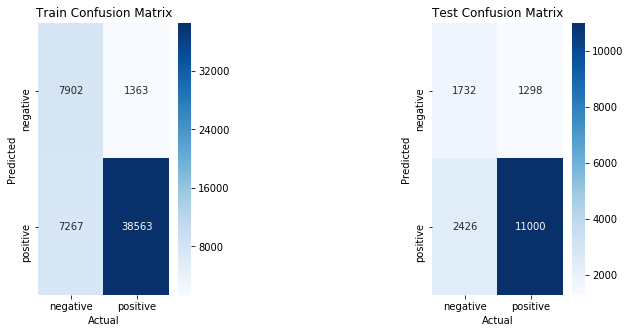 Train Confusion Matrix
Test Confusion Matrix
Predicted
negative
positive
7902 1363
7267 38563
negative positive
Actual
32000
24000
16000
8000
Predicted
negative
positive
1732 1298
2426 11000
negative positive
Actual
10000
8000
6000
4000
2000